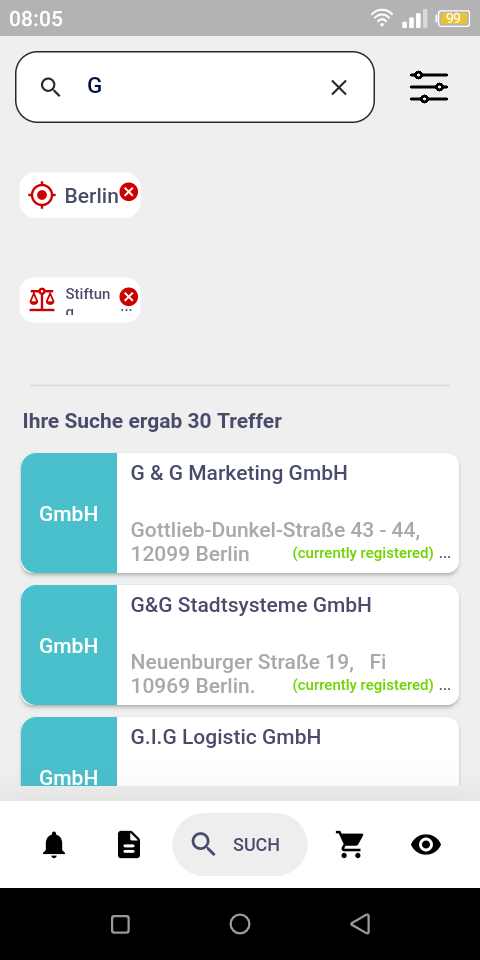 08:05
99
G
Berlin
Stiftun
g
...
Ihre Suche ergab 30 Treffer
GmbH
G & G Marketing GmbH
Gottlieb-Dunkel-Straße 43 - 44,
12099 Berlin
(currently registered) ...
GmbH
G&G Stadtsysteme GmbH
Neuenburger Straße 19, Fi
10969 Berlin.
(currently registered) ...
GmbH
G.I.G Logistic GmbH
SUCH